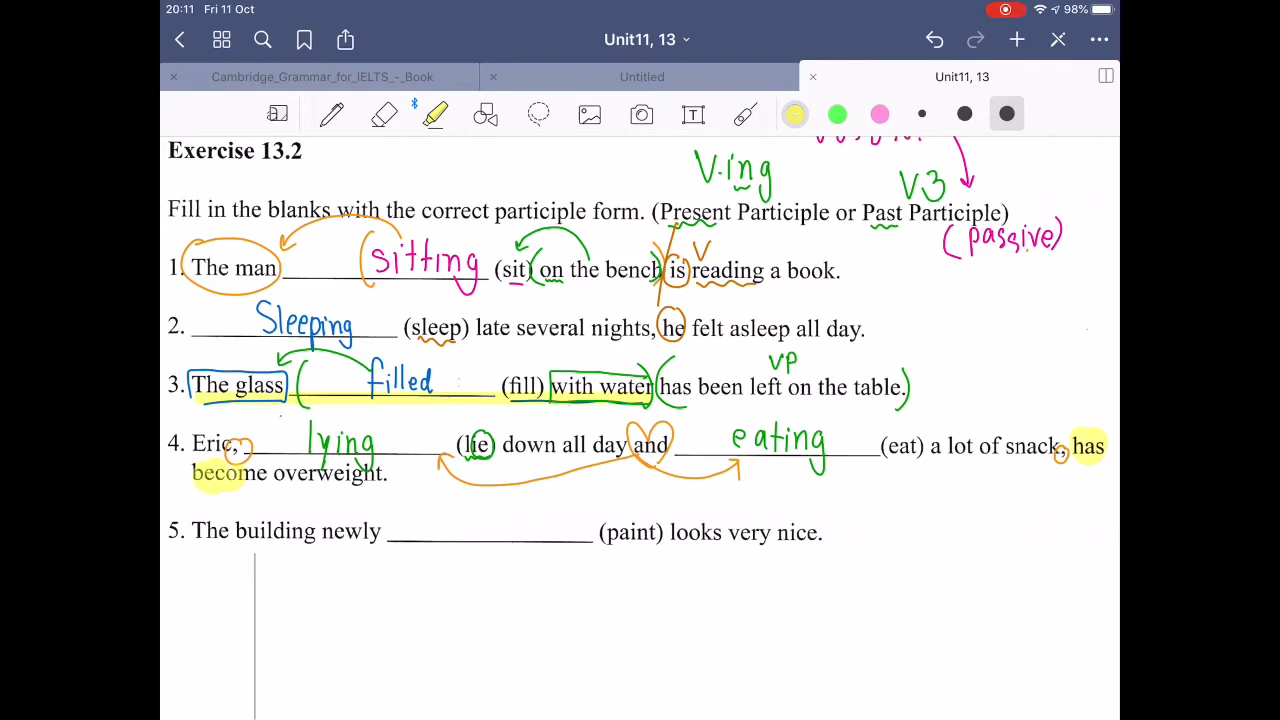 20:11 Fri 11 Oct 98%
Unit11, 13
Cambridge_Grammar_for_IELTS_-_Book Untitled Unit11, 13
Exercise 13.2
V.ing
V3
Fill in the blanks with the correct participle form. (Present Participle or Past Participle)
(passive)
V
1. The man sitting (sit) on the bench is reading a book.
2. Sleeping (sleep) late several nights, he felt asleep all day.
VP
3. The glass filled (fill) with water has been left on the table.
4. Eric, lying (lie) down all day and eating (eat) a lot of snack, has
become overweight.
5. The building newly ____________ (paint) looks very nice.